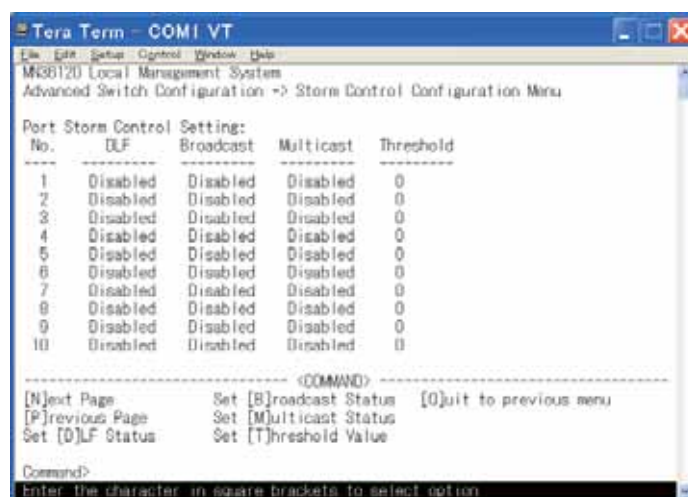 Tera Term - COM1 VT
File Edit Setup Control Window Help
MN36120 Local Management System
Advanced Switch Configuration -> Storm Control Configuration Menu
Port Storm Control Setting:
No. DLF Broadcast Multicast Threshold
---- --------- --------- --------- ---------
1 Disabled Disabled Disabled 0
2 Disabled Disabled Disabled 0
3 Disabled Disabled Disabled 0
4 Disabled Disabled Disabled 0
5 Disabled Disabled Disabled 0
6 Disabled Disabled Disabled 0
7 Disabled Disabled Disabled 0
8 Disabled Disabled Disabled 0
9 Disabled Disabled Disabled 0
10 Disabled Disabled Disabled 0
----------------------------------- <COMMAND> -----------------------------------
[N]ext Page Set [B]roadcast Status [Q]uit to previous menu
[P]revious Page Set [M]ulticast Status
Set [D]LF Status Set [T]hreshold Value
Command>
Enter the character in square brackets to select option